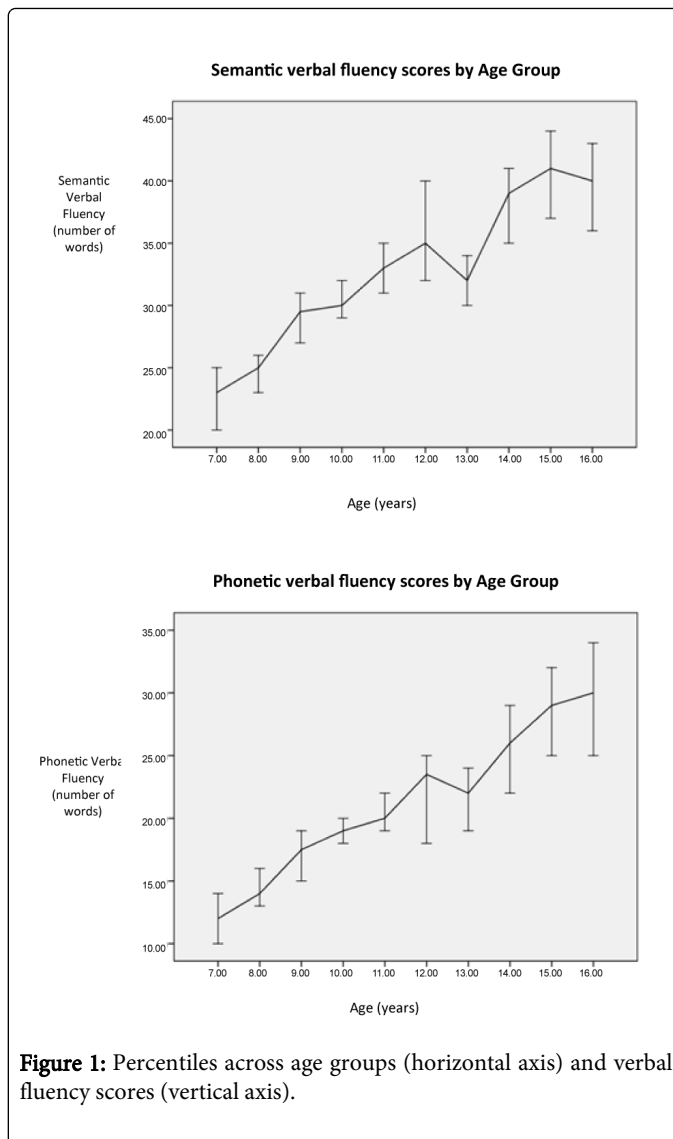 Semantic verbal fluency scores by Age Group
Semantic
Verbal
Fluency
(number of
words)
45.00
40.00
35.00
30.00
25.00
20.00
7.00 8.00 9.00 10.00 11.00 12.00 13.00 14.00 15.00 16.00
Age (years)
Phonetic verbal fluency scores by Age Group
Phonetic Verba
Fluency
(number of
words)
35.00
30.00
25.00
20.00
15.00
10.00
7.00 8.00 9.00 10.00 11.00 12.00 13.00 14.00 15.00 16.00
Age (years)
Figure 1: Percentiles across age groups (horizontal axis) and verbal
fluency scores (vertical axis).